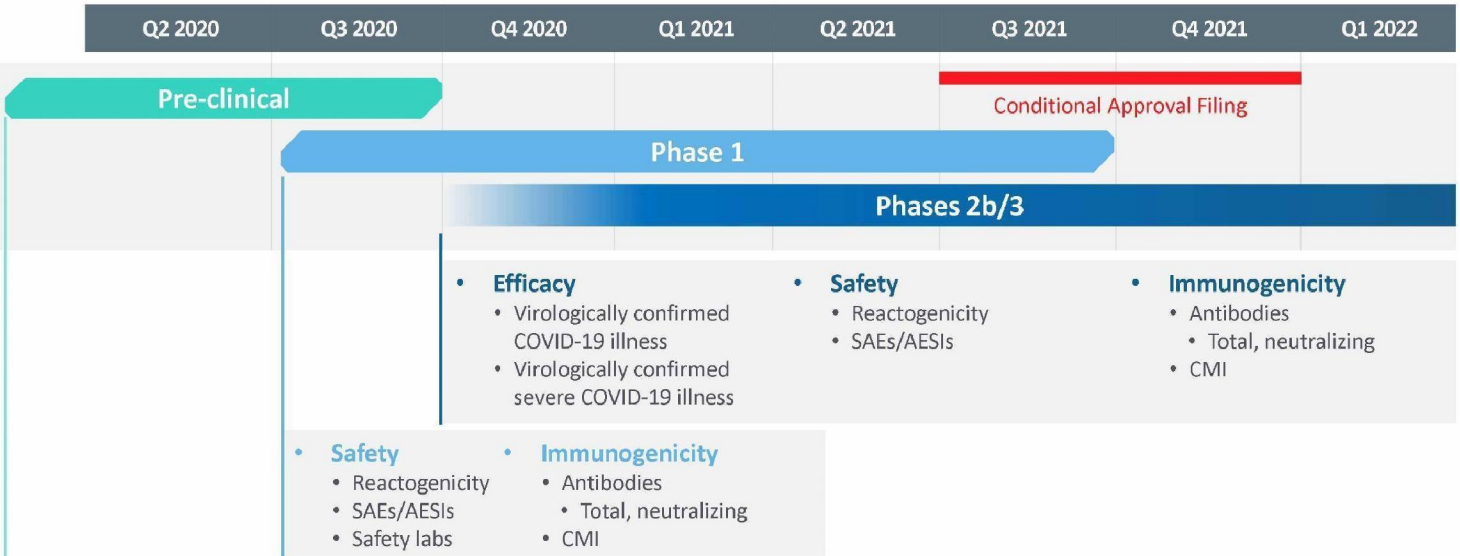 Q2 2020 Q3 2020 Q4 2020 Q1 2021 Q2 2021 Q3 2021 Q4 2021 Q1 2022
Pre-clinical
Conditional Approval Filing
Phase 1
Phases 2b/3
• Efficacy
• Virologically confirmed
COVID-19 illness
• Virologically confirmed
severe COVID-19 illness
• Safety
• Reactogenicity
• SAEs/AESIs
• Immunogenicity
• Antibodies
• Total, neutralizing
• CMI
• Safety
• Reactogenicity
• SAEs/AESIs
• Safety labs
• Immunogenicity
• Antibodies
• Total, neutralizing
• CMI